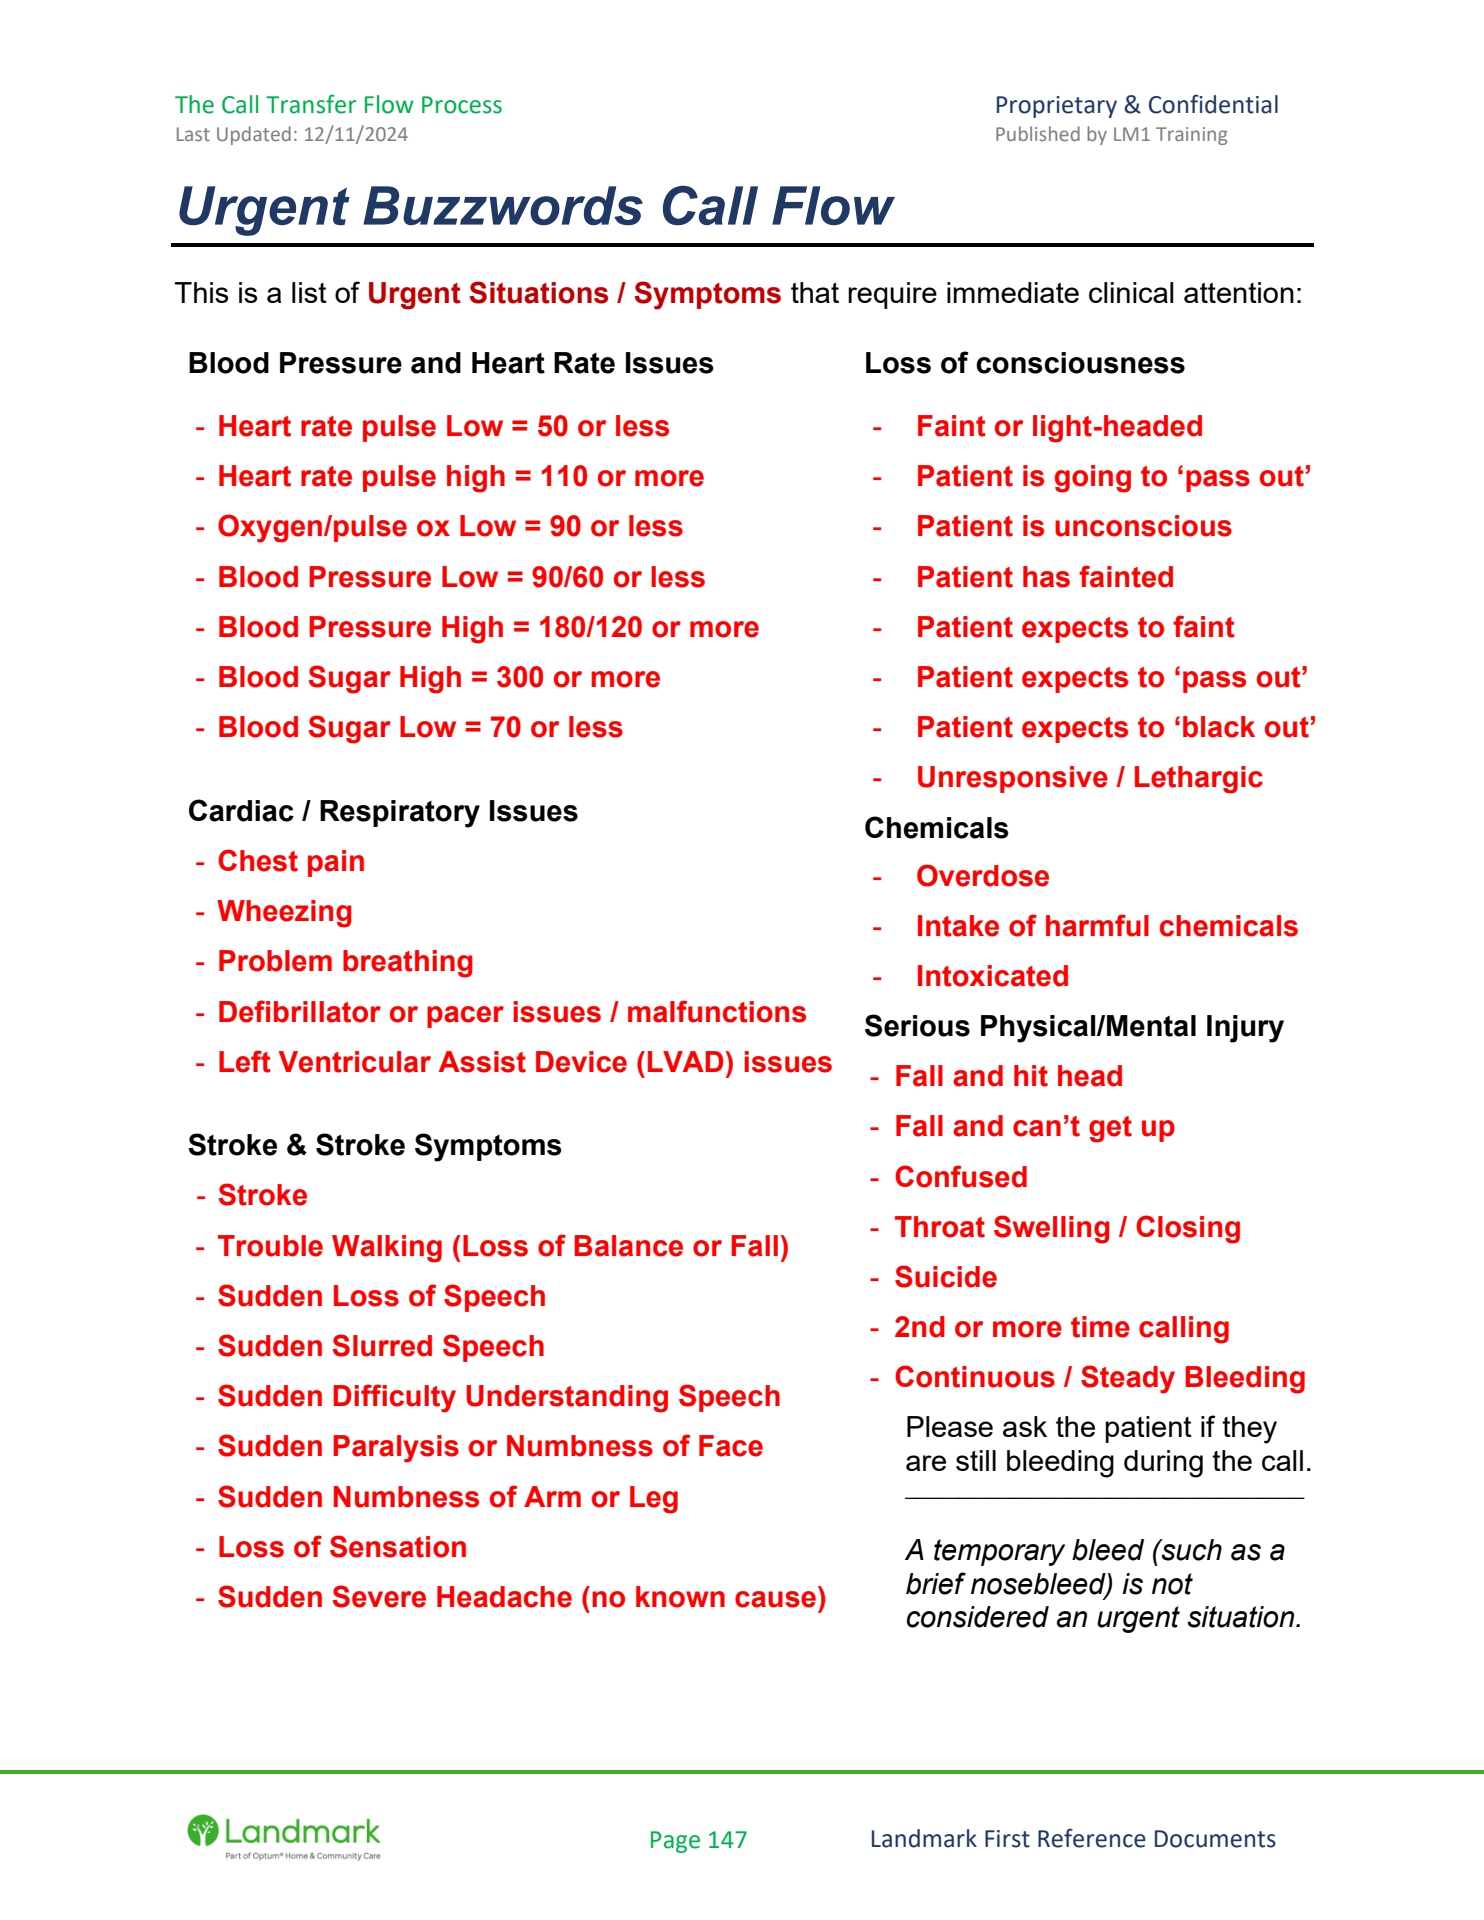 The Call Transfer Flow Process
Last Updated: 12/11/2024
Proprietary & Confidential
Published by LM1 Training
Urgent Buzzwords Call Flow
This is a list of Urgent Situations / Symptoms that require immediate clinical attention:
Blood Pressure and Heart Rate Issues
- Heart rate pulse Low = 50 or less
- Heart rate pulse high = 110 or more
- Oxygen/pulse ox Low = 90 or less
- Blood Pressure Low = 90/60 or less
- Blood Pressure High = 180/120 or more
- Blood Sugar High = 300 or more
- Blood Sugar Low = 70 or less
Cardiac / Respiratory Issues
- Chest pain
- Wheezing
- Problem breathing
- Defibrillator or pacer issues / malfunctions
- Left Ventricular Assist Device (LVAD) issues
Stroke & Stroke Symptoms
- Stroke
- Trouble Walking (Loss of Balance or Fall)
- Sudden Loss of Speech
- Sudden Slurred Speech
- Sudden Difficulty Understanding Speech
- Sudden Paralysis or Numbness of Face
- Sudden Numbness of Arm or Leg
- Loss of Sensation
- Sudden Severe Headache (no known cause)
Loss of consciousness
- Faint or light-headed
- Patient is going to ‘pass out’
- Patient is unconscious
- Patient has fainted
- Patient expects to faint
- Patient expects to ‘pass out’
- Patient expects to ‘black out’
- Unresponsive / Lethargic
Chemicals
- Overdose
- Intake of harmful chemicals
- Intoxicated
Serious Physical/Mental Injury
- Fall and hit head
- Fall and can’t get up
- Confused
- Throat Swelling / Closing
- Suicide
- 2nd or more time calling
- Continuous / Steady Bleeding
Please ask the patient if they
are still bleeding during the call.
A temporary bleed (such as a
brief nosebleed) is not
considered an urgent situation.
Landmark
Part of Optum® Home & Community Care
Page 147
Landmark First Reference Documents